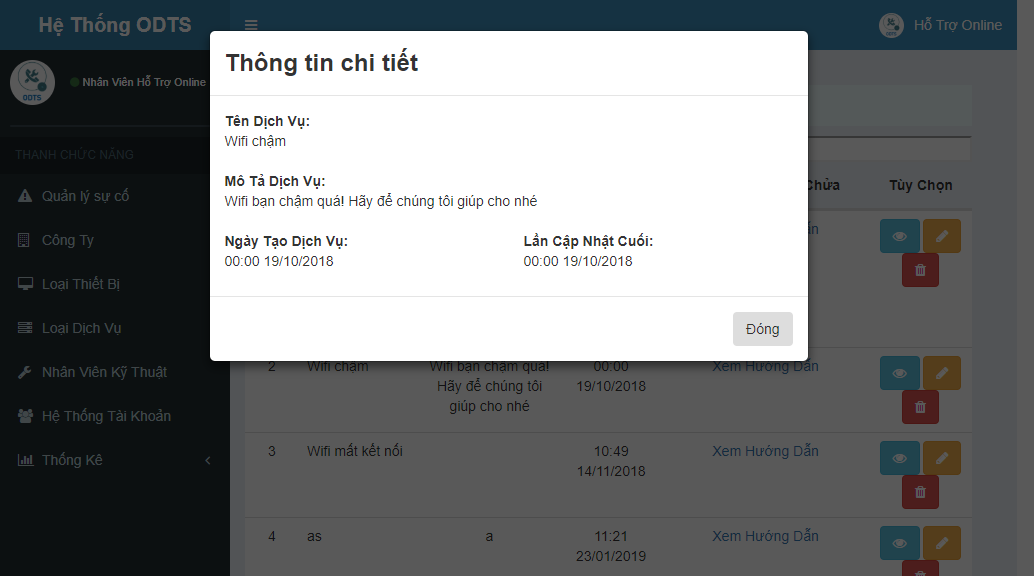 Hệ Thống ODTS
Hỗ Trợ Online
ODTS
Nhân Viên Hỗ Trợ Online
THANH CHỨC NĂNG
Quản lý sự cố
Công Ty
Loại Thiết Bị
Loại Dịch Vụ
Nhân Viên Kỹ Thuật
Hệ Thống Tài Khoản
Thống Kê
Thông tin chi tiết
Tên Dịch Vụ:
Wifi chậm
Mô Tả Dịch Vụ:
Wifi bạn chậm quá! Hãy để chúng tôi giúp cho nhé
Ngày Tạo Dịch Vụ: Lần Cập Nhật Cuối:
00:00 19/10/2018 00:00 19/10/2018
Đóng
Chửa Tùy Chọn
2 Wifi chậm Wifi bạn chậm quá! 00:00 Xem Hướng Dẫn
Hãy để chúng tôi 19/10/2018
giúp cho nhé
3 Wifi mất kết nối 10:49 Xem Hướng Dẫn
14/11/2018
4 as a 11:21 Xem Hướng Dẫn
23/01/2019